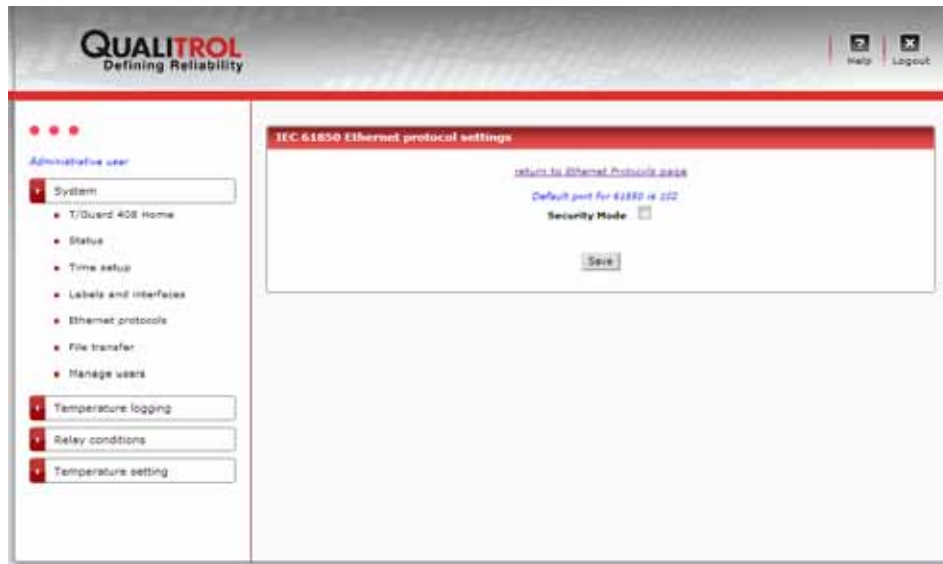 QUALITROL
Defining Reliability
Help
Logout
Administrative user
System
T/Guard 408 Home
Status
Time setup
Labels and interfaces
Ethernet protocols
File transfer
Manage users
Temperature logging
Relay conditions
Temperature setting
IEC 61850 Ethernet protocol settings
return to Ethernet Protocols page
Default port for 61850 is 102
Security Mode
Save